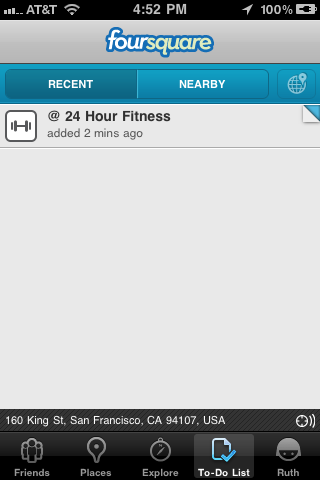 AT&T 4:52 PM 100%
foursquare
RECENT NEARBY
@ 24 Hour Fitness
added 2 mins ago
160 King St, San Francisco, CA 94107, USA
Friends Places Explore To-Do List Ruth